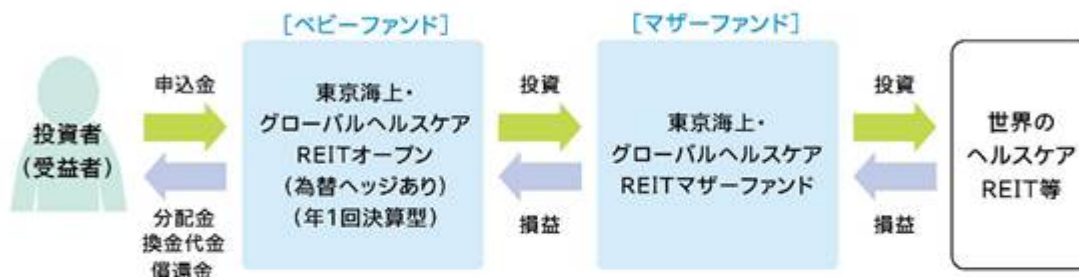 [ベビーファンド]
[マザーファンド]
投資者
(受益者)
申込金
分配金
換金代金
償還金
東京海上・
グローバルヘルスケア
REITオープン
(為替ヘッジあり)
(年1回決算型)
投資
損益
東京海上・
グローバルヘルスケア
REITマザーファンド
投資
損益
世界の
ヘルスケア
REIT等